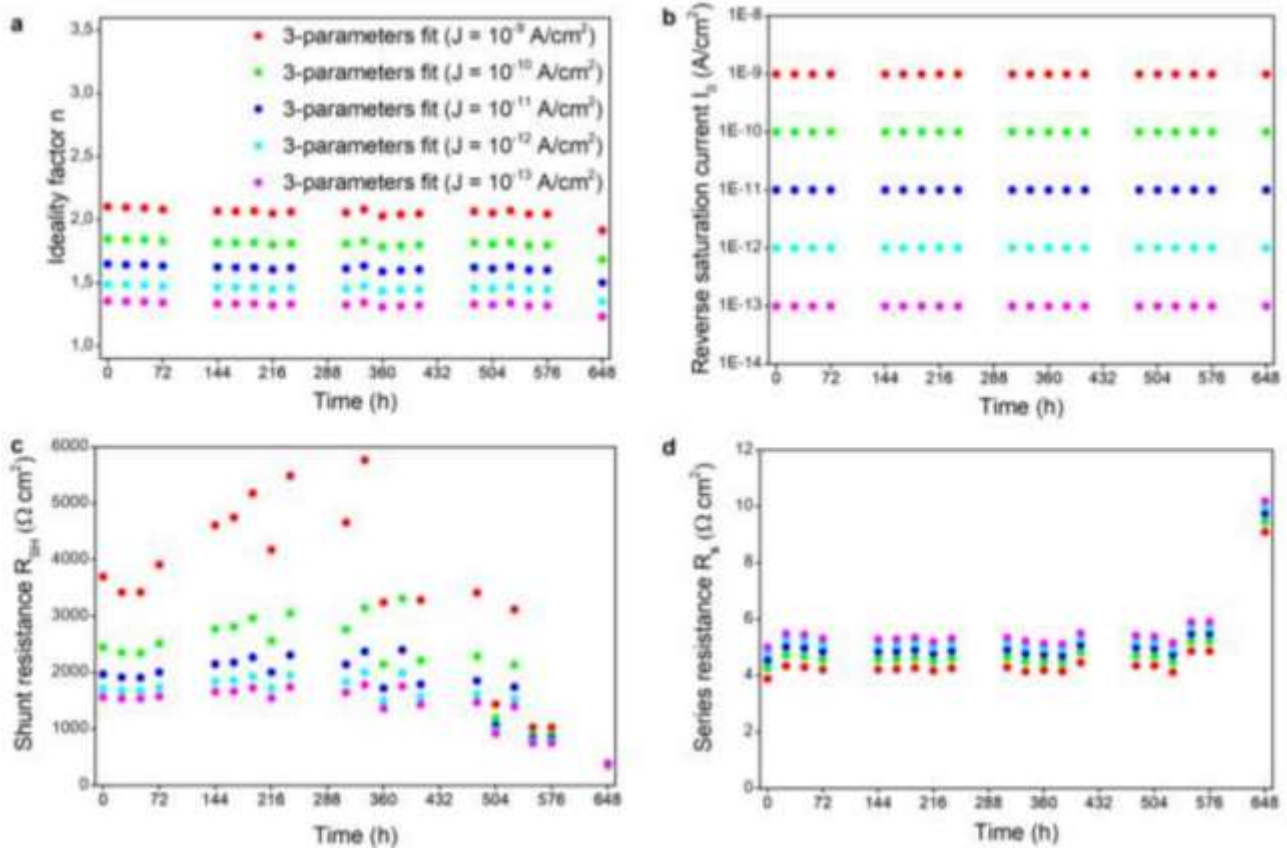 a
3.5
3.0
2.5
2.0
1.5
1.0
Ideality factor n
3-parameters fit (J = 10⁻⁹ A/cm²)
3-parameters fit (J = 10⁻¹⁰ A/cm²)
3-parameters fit (J = 10⁻¹¹ A/cm²)
3-parameters fit (J = 10⁻¹² A/cm²)
3-parameters fit (J = 10⁻¹³ A/cm²)
0 72 144 216 288 360 432 504 576 648
Time (h)
b
1E-8
1E-9
1E-10
1E-11
1E-12
1E-13
1E-14
Reverse saturation current I₀ (A/cm²)
0 72 144 216 288 360 432 504 576 648
Time (h)
c
6000
5000
4000
3000
2000
1000
0
Shunt resistance R_SH (Ω cm²)
0 72 144 216 288 360 432 504 576 648
Time (h)
d
12
10
8
6
4
2
0
Series resistance Rₛ (Ω cm²)
0 72 144 216 288 360 432 504 576 648
Time (h)